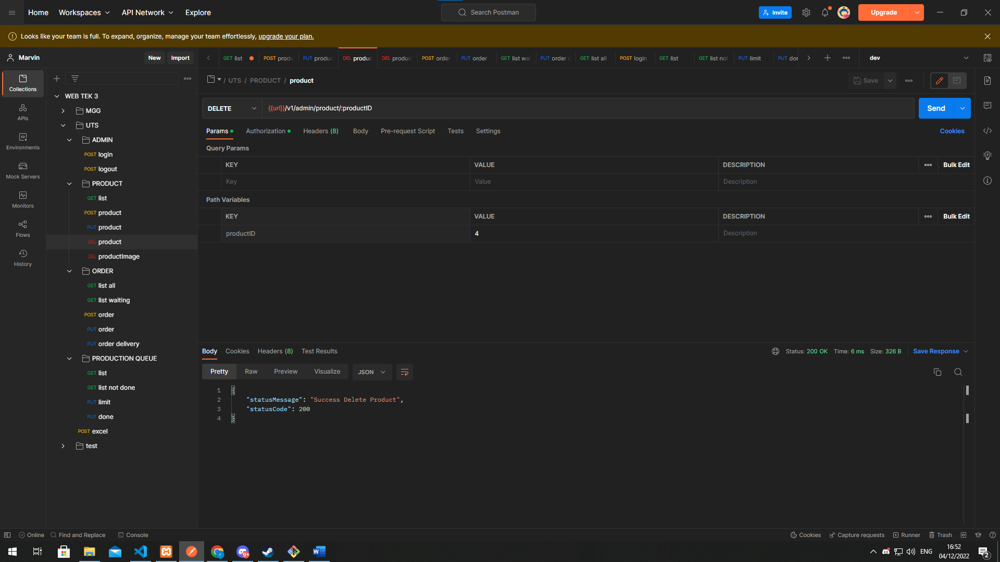 Home Workspaces API Network Explore
Search Postman
Invite
Upgrade
Looks like your team is full. To expand, organize, manage your team effortlessly, upgrade your plan.
Marvin
New Import
GET list POST produ PUT produc DEL produc DEL produc POST order PUT order GET list wai PUT order d GET list all POST login GET list GET list not PUT limit PUT dor
dev
Collections
APIs
Environments
Mock Servers
Monitors
Flows
History
WEB TEK 3
MGG
UTS
ADMIN
POST login
POST logout
PRODUCT
GET list
POST product
PUT product
DEL product
DEL productImage
ORDER
GET list all
GET list waiting
POST order
PUT order
PUT order delivery
PRODUCTION QUEUE
GET list
GET list not done
PUT limit
PUT done
POST excel
test
/ UTS / PRODUCT / product
Save
DELETE {{url}}/v1/admin/product/:productID
Send
Params Authorization Headers (8) Body Pre-request Script Tests Settings
Cookies
Query Params
KEY VALUE DESCRIPTION Bulk Edit
Key Value Description
Path Variables
KEY VALUE DESCRIPTION Bulk Edit
productID 4 Description
Body Cookies Headers (8) Test Results
Status: 200 OK Time: 6 ms Size: 326 B Save Response
Pretty Raw Preview Visualize JSON
1 {
2 "statusMessage": "Success Delete Product",
3 "statusCode": 200
4 }
Online Find and Replace Console
Cookies Capture requests Runner Trash
9+
ENG
16:52
04/12/2022
2